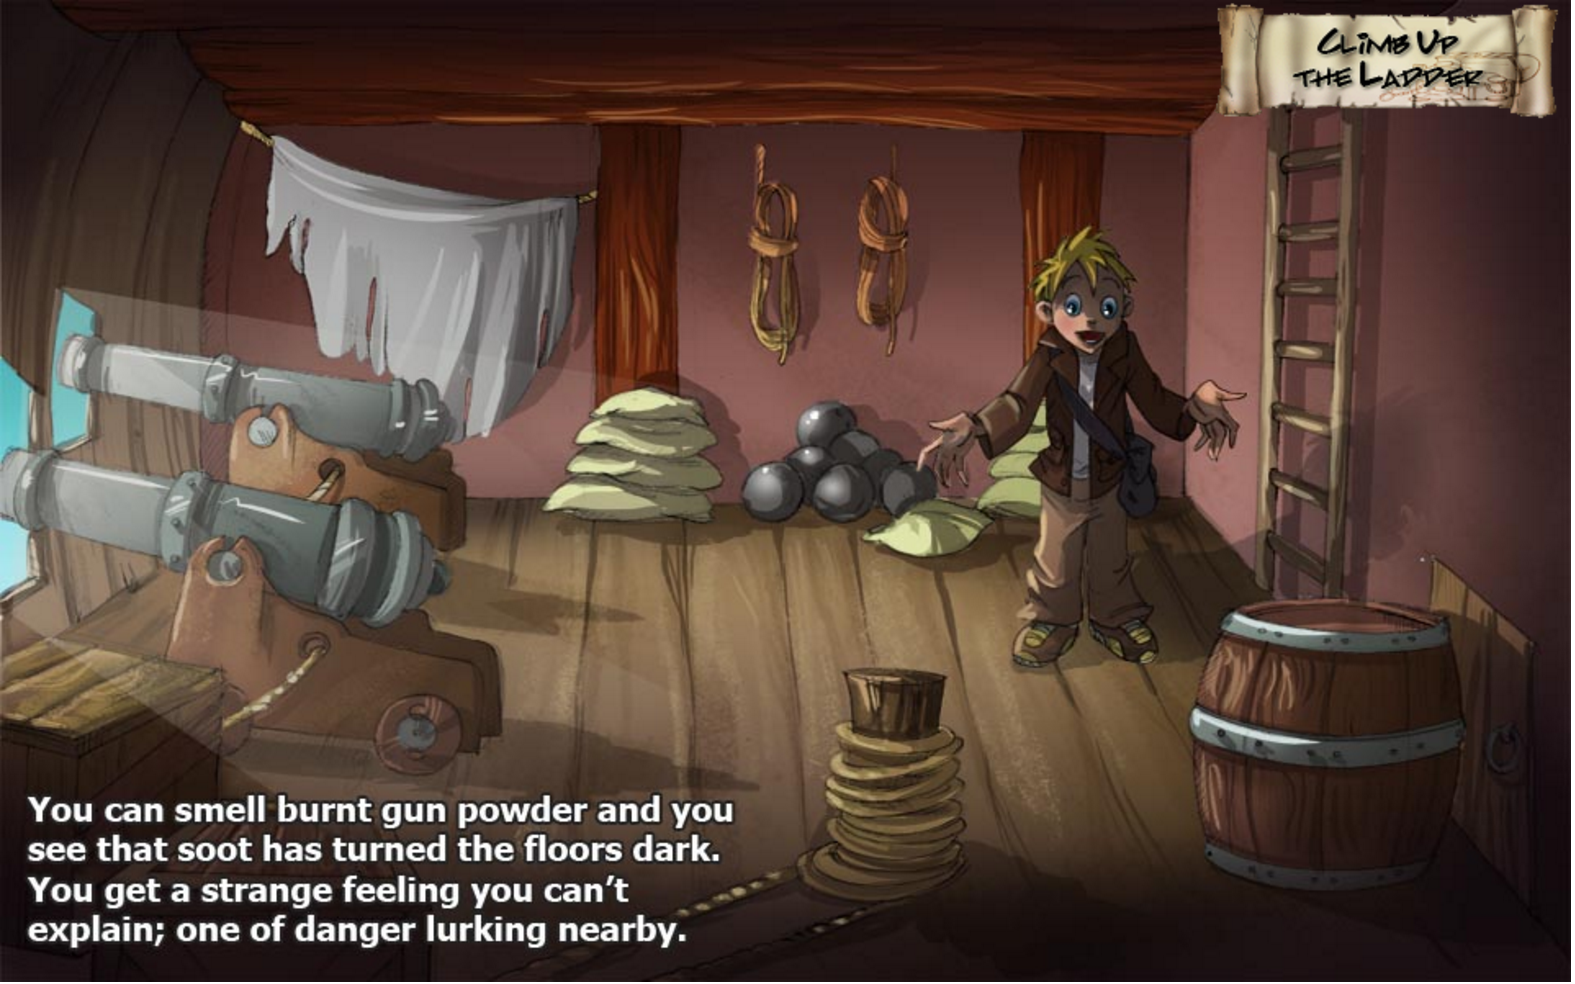 Climb Up
the Ladder
You can smell burnt gun powder and you
see that soot has turned the floors dark.
You get a strange feeling you can’t
explain; one of danger lurking nearby.